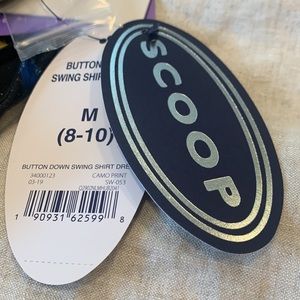 BUTTON
SWING SHIR
M
(8-10)
BUTTON DOWN SWING SHIRT DRE
34000123 CAMO PRINT
03-19 SW-053
1 90931 62599 8
SCOOP